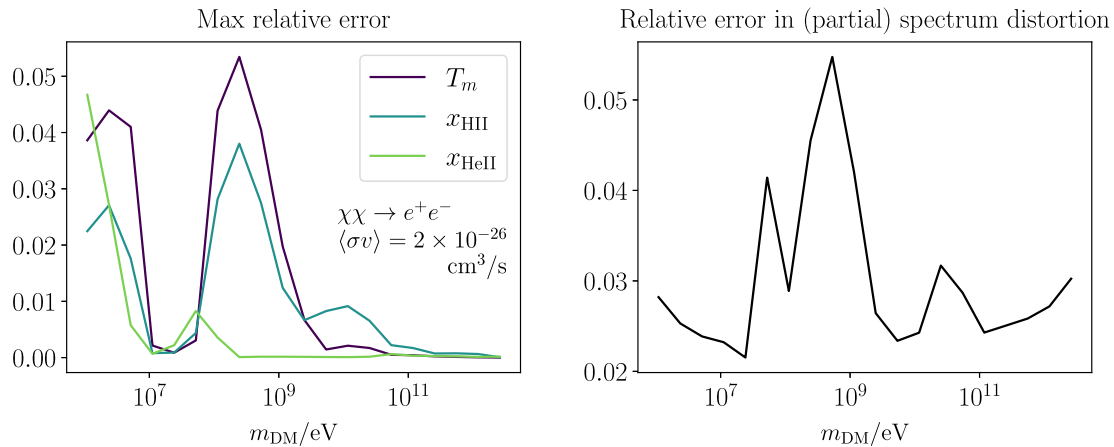 Max relative error
0.05
0.04
0.03
0.02
0.01
0.00
T_m
x_HII
x_HeII
χχ → e⁺e⁻
⟨σv⟩ = 2 × 10⁻²⁶
cm³/s
10⁷
10⁹
10¹¹
m_DM/eV
Relative error in (partial) spectrum distortion
0.05
0.04
0.03
0.02
10⁷
10⁹
10¹¹
m_DM/eV